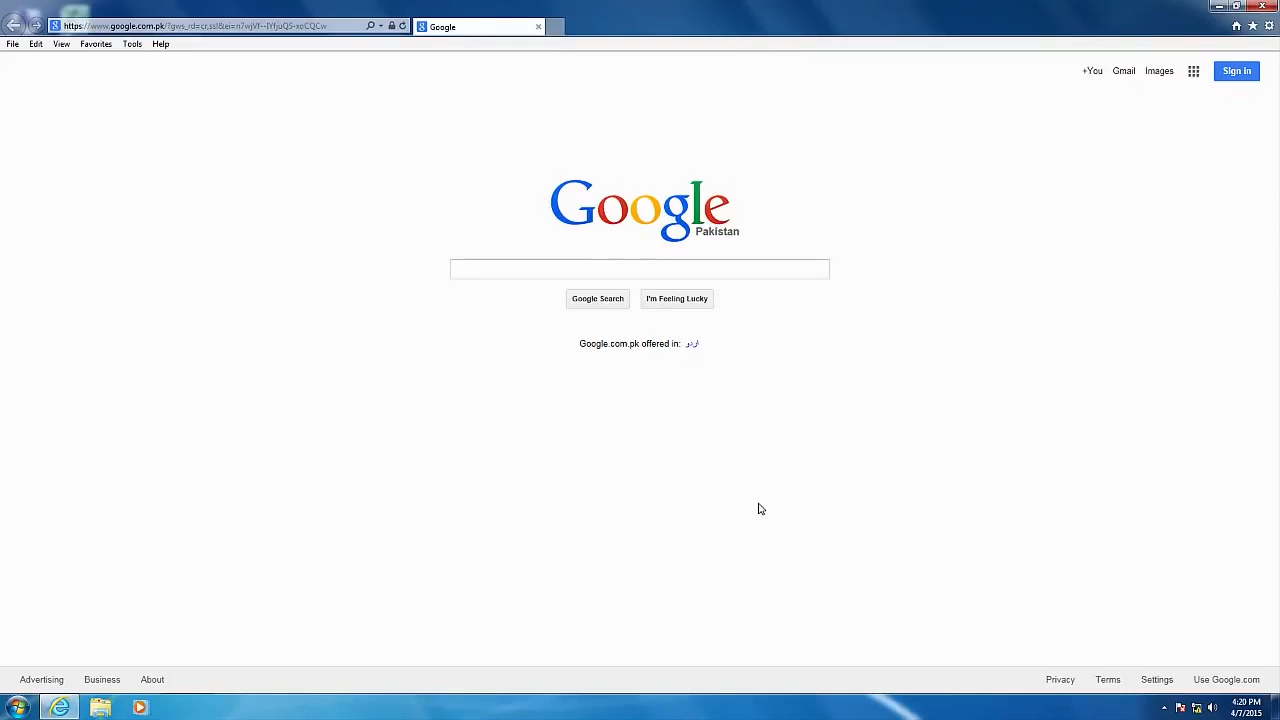 https://www.google.com.pk/?gws_rd=cr,ssl&ei=n7wjVf--IYfjuQS-xoCQCw
Google
File Edit View Favorites Tools Help
+You Gmail Images Sign in
Google
Pakistan
Google Search I'm Feeling Lucky
Google.com.pk offered in: اردو
Advertising Business About Privacy Terms Settings Use Google.com
4:20 PM
4/7/2015